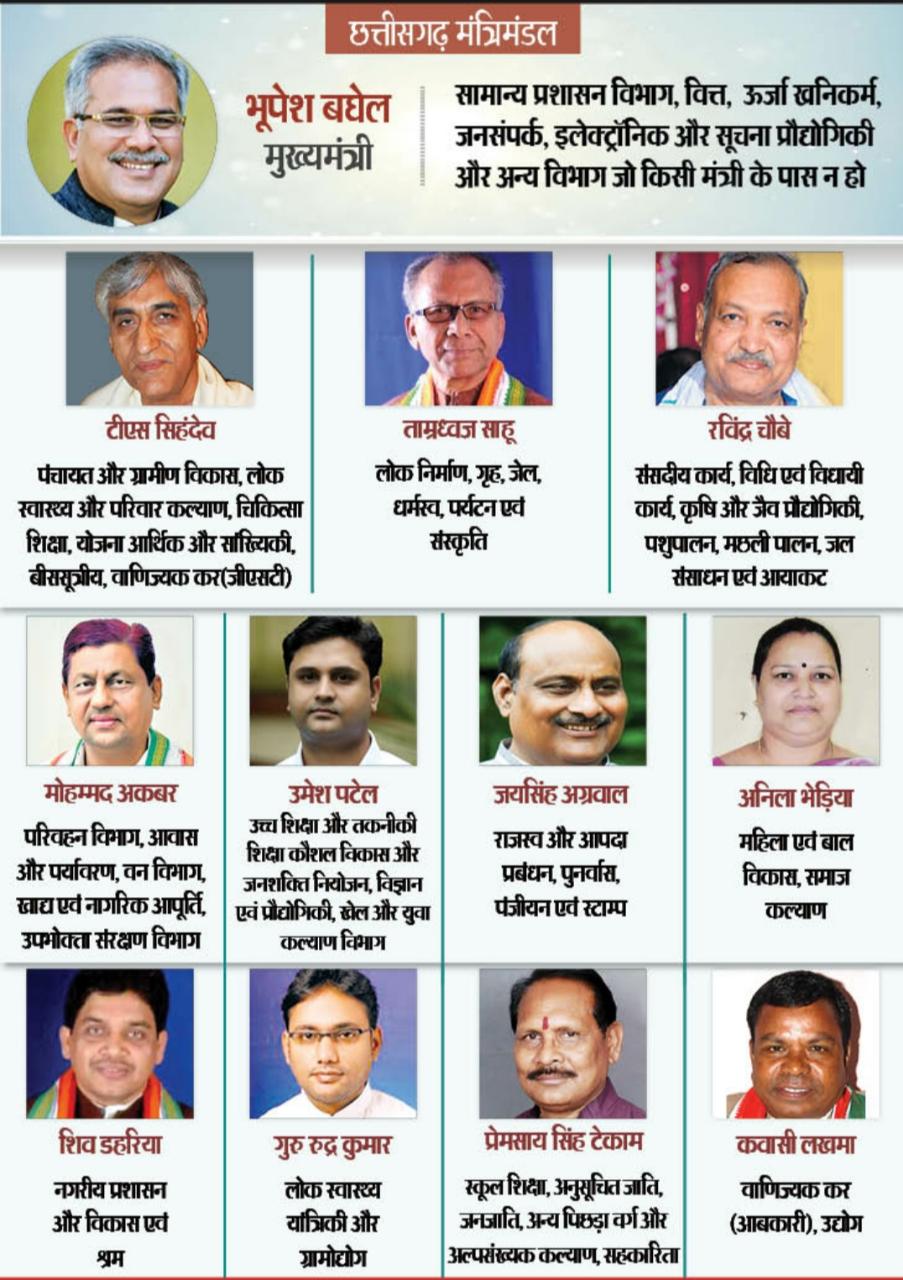 छत्तीसगढ़ मंत्रिमंडल
भूपेश बघेल
मुख्यमंत्री
सामान्य प्रशासन विभाग, वित्त, ऊर्जा खनिकर्म,
जनसंपर्क, इलेक्ट्रॉनिक और सूचना प्रौद्योगिकी
और अन्य विभाग जो किसी मंत्री के पास न हो
टीएस सिहंदेव
पंचायत और ग्रामीण विकास, लोक
स्वास्थ्य और परिवार कल्याण, चिकित्सा
शिक्षा, योजना आर्थिक और सांख्यिकी,
बीससूत्रीय, वाणिज्यक कर(जीएसटी)
ताम्रध्वज साहू
लोक निर्माण, गृह, जेल,
धर्मस्व, पर्यटन एवं
संस्कृति
रविंद्र चौबे
संसदीय कार्य, विधि एवं विधायी
कार्य, कृषि और जैव प्रौद्योगिकी,
पशुपालन, मछली पालन, जल
संसाधन एवं आयाकट
मोहम्मद अकबर
परिवहन विभाग, आवास
और पर्यावरण, वन विभाग,
खाद्य एवं नागरिक आपूर्ति,
उपभोक्ता संरक्षण विभाग
उमेश पटेल
उच्च शिक्षा और तकनीकी
शिक्षा कौशल विकास और
जनशक्ति नियोजन, विज्ञान
एवं प्रौद्योगिकी, खेल और युवा
कल्याण विभाग
जयसिंह अग्रवाल
राजस्व और आपदा
प्रबंधन, पुनर्वास,
पंजीयन एवं स्टाम्प
अनिला भेड़िया
महिला एवं बाल
विकास, समाज
कल्याण
शिव डहरिया
नगरीय प्रशासन
और विकास एवं
श्रम
गुरु रुद्र कुमार
लोक स्वास्थ्य
यांत्रिकी और
ग्रामोद्योग
प्रेमसाय सिंह टेकाम
स्कूल शिक्षा, अनुसूचित जाति,
जनजाति, अन्य पिछड़ा वर्ग और
अल्पसंख्यक कल्याण, सहकारिता
कवासी लखमा
वाणिज्यक कर
(आबकारी), उद्योग